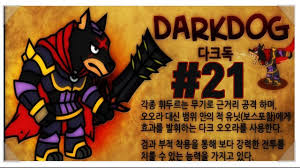 DARKDOG
다크독
#21
각종 휘두르는 무기로 근거리 공격 하며,
오오라 대신 범위 안의 적 유닛(보스포함)에게
효과를 발휘하는 다크 오오라를 사용한다.
검과 부적 착용을 통해 보다 강력한 전투를
치룰 수 있는 능력을 가지고 있다.